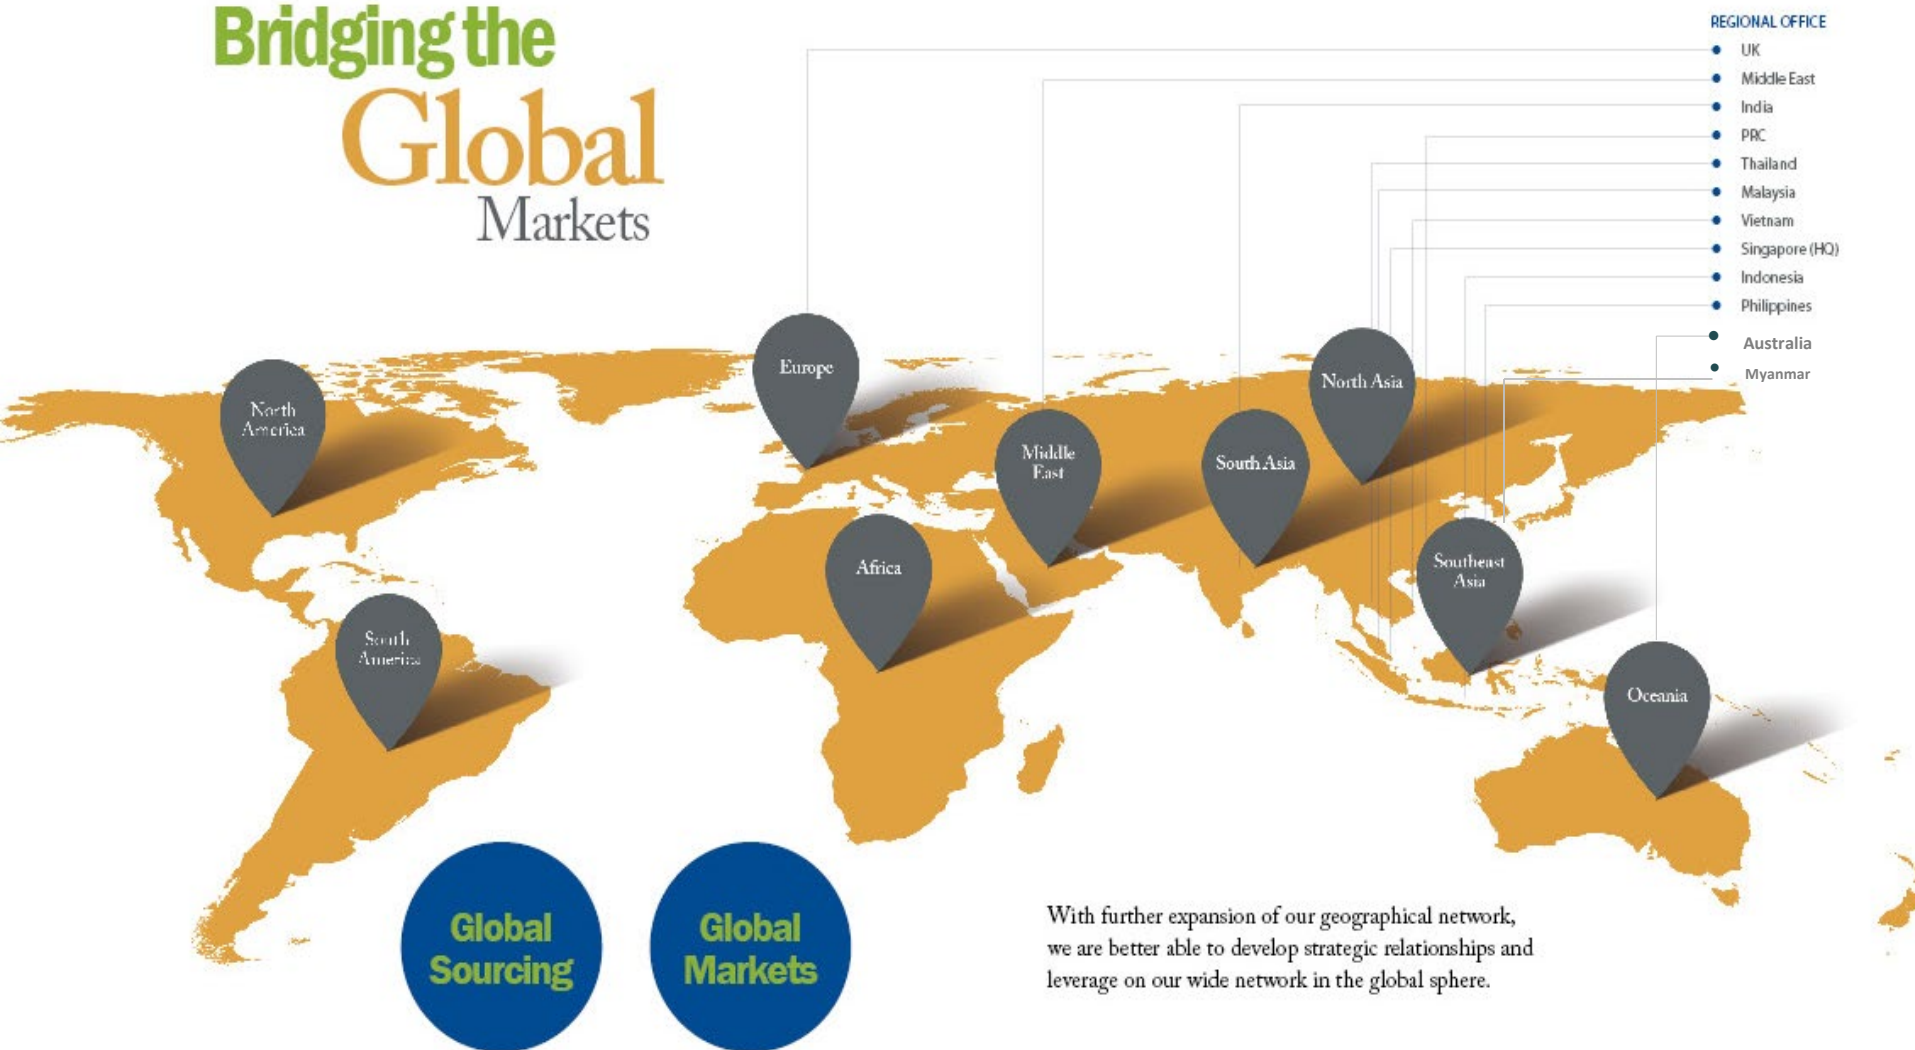 Bridging the
Global
Markets
REGIONAL OFFICE
UK
Middle East
India
PRC
Thailand
Malaysia
Vietnam
Singapore (HQ)
Indonesia
Philippines
Australia
Myanmar
Europe
North Asia
North
America
Middle
East
South Asia
Africa
Southeast
Asia
South
America
Oceania
Global
Sourcing
Global
Markets
With further expansion of our geographical network,
we are better able to develop strategic relationships and
leverage on our wide network in the global sphere.